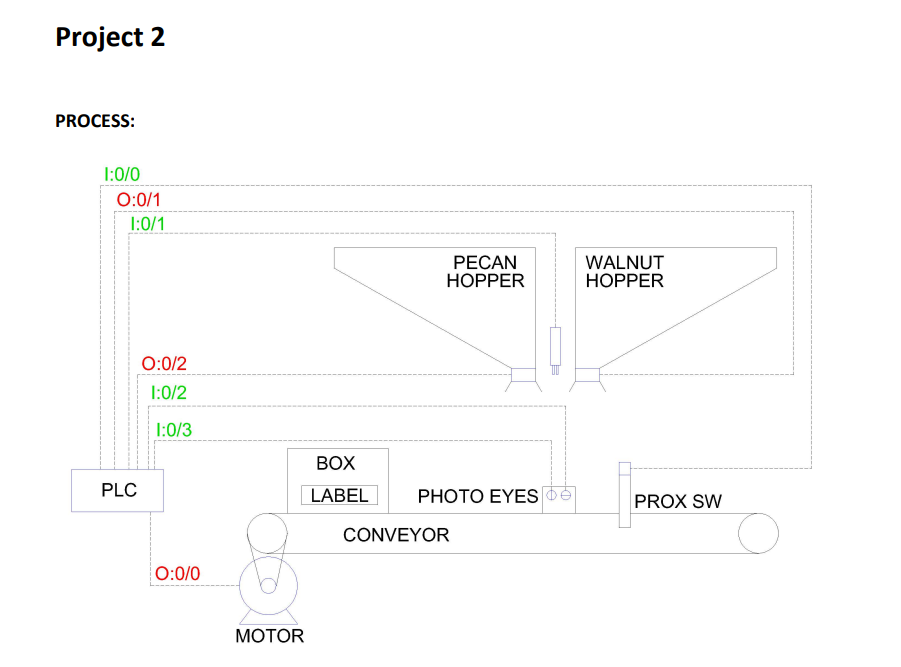 Project 2
PROCESS:
I:0/0
O:0/1
I:0/1
PECAN
HOPPER
WALNUT
HOPPER
O:0/2
I:0/2
I:0/3
BOX
LABEL
PLC
PHOTO EYES
PROX SW
CONVEYOR
O:0/0
MOTOR